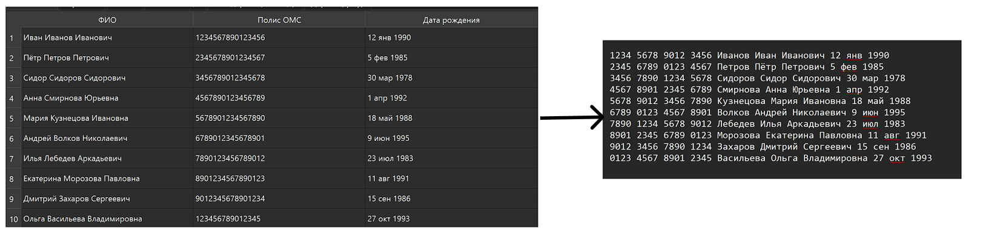 ФИО Полис ОМС Дата рождения
1 Иван Иванов Иванович 1234567890123456 12 янв 1990
2 Пётр Петров Петрович 2345678901234567 5 фев 1985
3 Сидор Сидоров Сидорович 3456789012345678 30 мар 1978
4 Анна Смирнова Юрьевна 4567890123456789 1 апр 1992
5 Мария Кузнецова Ивановна 5678901234567890 18 май 1988
6 Андрей Волков Николаевич 6789012345678901 9 июн 1995
7 Илья Лебедев Аркадьевич 7890123456789012 23 июл 1983
8 Екатерина Морозова Павловна 8901234567890123 11 авг 1991
9 Дмитрий Захаров Сергеевич 9012345678901234 15 сен 1986
10 Ольга Васильева Владимировна 123456789012345 27 окт 1993
1234 5678 9012 3456 Иванов Иван Иванович 12 янв 1990
2345 6789 0123 4567 Петров Пётр Петрович 5 фев 1985
3456 7890 1234 5678 Сидоров Сидор Сидорович 30 мар 1978
4567 8901 2345 6789 Смирнова Анна Юрьевна 1 апр 1992
5678 9012 3456 7890 Кузнецова Мария Ивановна 18 май 1988
6789 0123 4567 8901 Волков Андрей Николаевич 9 июн 1995
7890 1234 5678 9012 Лебедев Илья Аркадьевич 23 июл 1983
8901 2345 6789 0123 Морозова Екатерина Павловна 11 авг 1991
9012 3456 7890 1234 Захаров Дмитрий Сергеевич 15 сен 1986
0123 4567 8901 2345 Васильева Ольга Владимировна 27 окт 1993